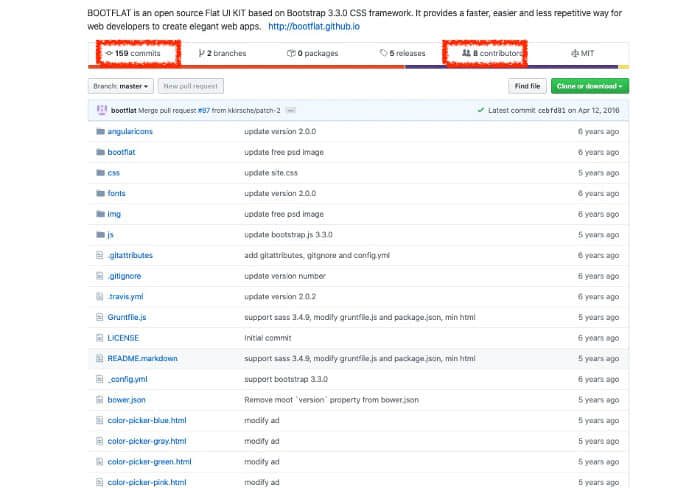 BOOTFLAT is an open source Flat UI KIT based on Bootstrap 3.3.0 CSS framework. It provides a faster, easier and less repetitive way for
web developers to create elegant web apps. http://bootflat.github.io
159 commits 2 branches 0 packages 5 releases 8 contributors MIT
Branch: master New pull request Find file Clone or download
bootflat Merge pull request #87 from kkirsche/patch-2 ... Latest commit cebfd81 on Apr 12, 2016
angularicons update version 2.0.0 6 years ago
bootflat update free psd image 6 years ago
css update site.css 5 years ago
fonts update version 2.0.0 6 years ago
img update free psd image 6 years ago
js update bootstrap.js 3.3.0 5 years ago
.gitattributes add gitattributes, gitgnore and config.yml 6 years ago
.gitignore update version number 6 years ago
.travis.yml update version 2.0.2 6 years ago
Gruntfile.js support sass 3.4.9, modify gruntfile.js and package.json, min html 5 years ago
LICENSE Initial commit 6 years ago
README.markdown support sass 3.4.9, modify gruntfile.js and package.json, min html 5 years ago
_config.yml support bootstrap 3.3.0 6 years ago
bower.json Remove moot `version` property from bower.json 5 years ago
color-picker-blue.html modify ad 5 years ago
color-picker-gray.html modify ad 5 years ago
color-picker-green.html modify ad 5 years ago
color-picker-pink.html modify ad 5 years ago